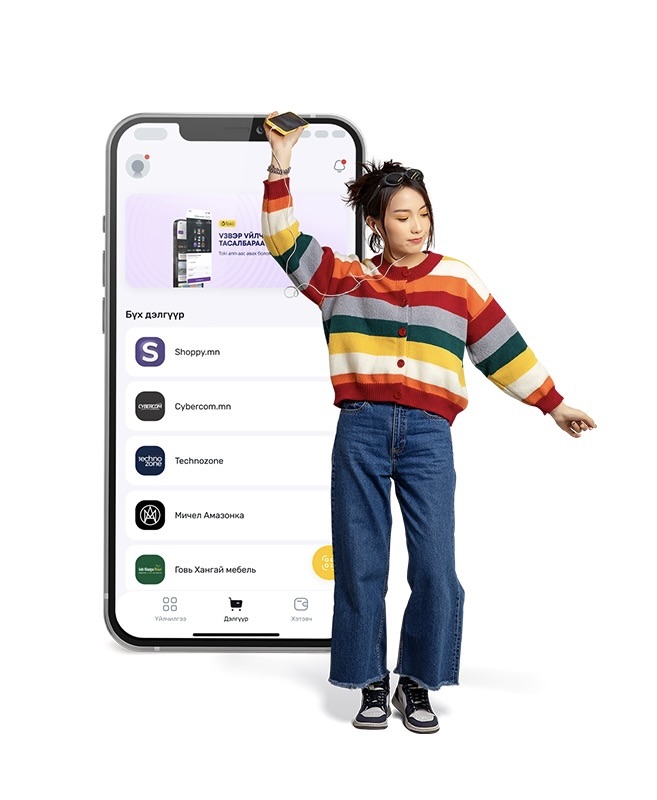 ҮЗВЭР ҮЙЛЧ
ТАСАЛБАРАА
Toki апп-аас авах боло
Бүх дэлгүүр
S
Shoppy.mn
CYBERCOM
Cybercom.mn
techno
zone
Technozone
Мичел Амазонка
Говь Хангай мебель
Үйлчилгээ
Дэлгүүр
Хэтэвч